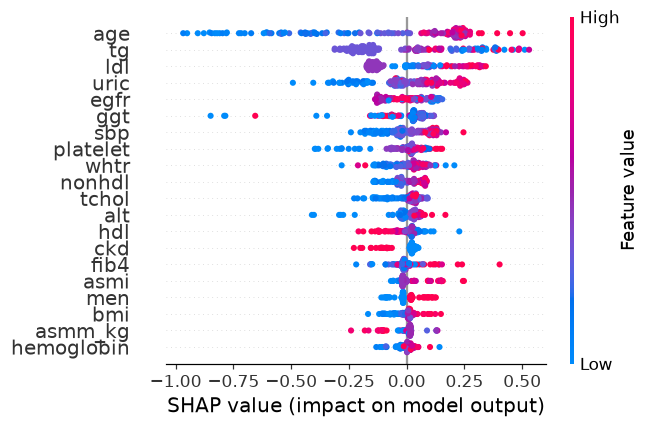 High
age
tg
ldl
uric
egfr
ggt
sbp
platelet
whtr
nonhdl
tchol
alt
hdl
ckd
fib4
asmi
men
bmi
asmm_kg
hemoglobin
Feature value
Low
−1.00 −0.75 −0.50 −0.25 0.00 0.25 0.50
SHAP value (impact on model output)